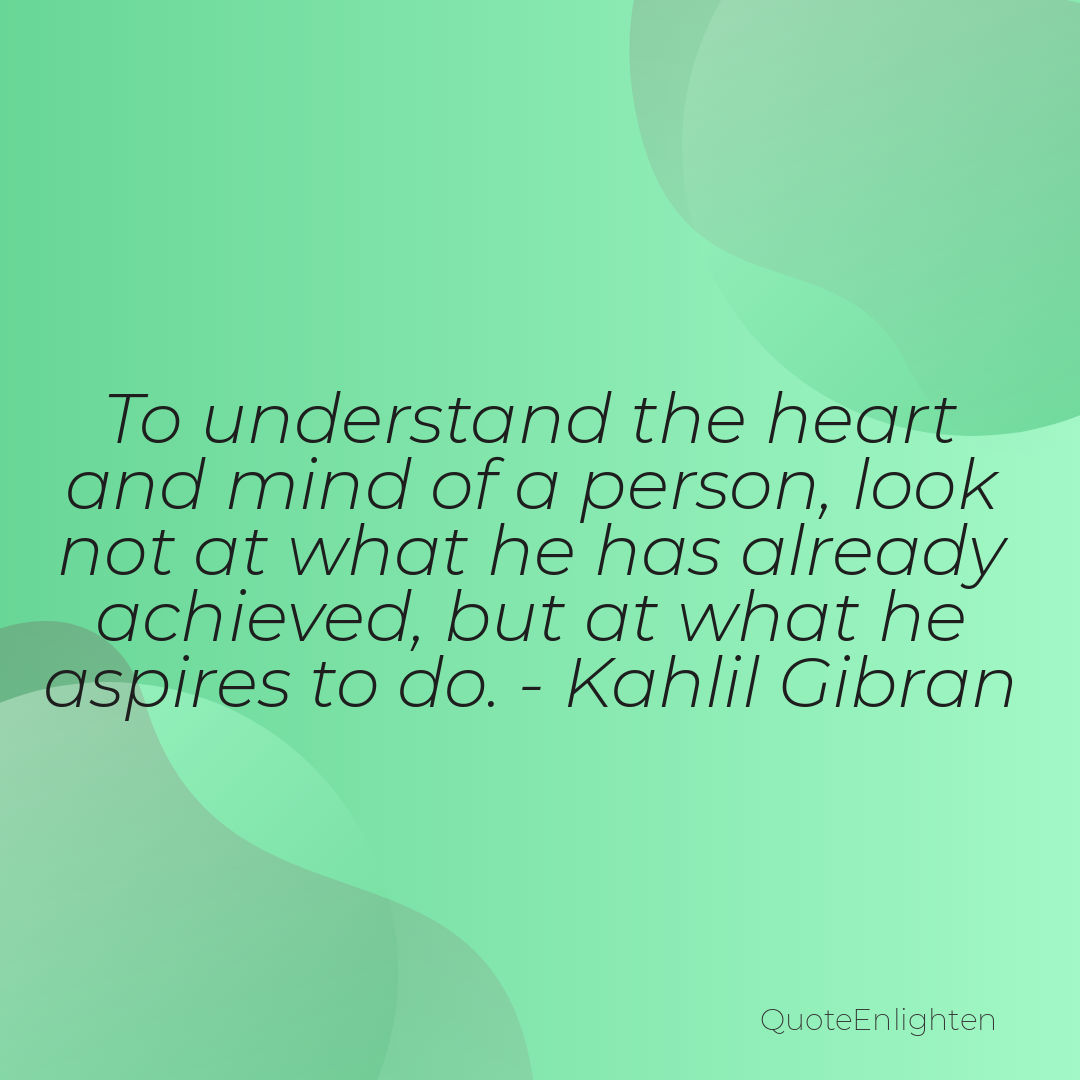 To understand the heart
and mind of a person, look
not at what he has already
achieved, but at what he
aspires to do. - Kahlil Gibran
QuoteEnlighten